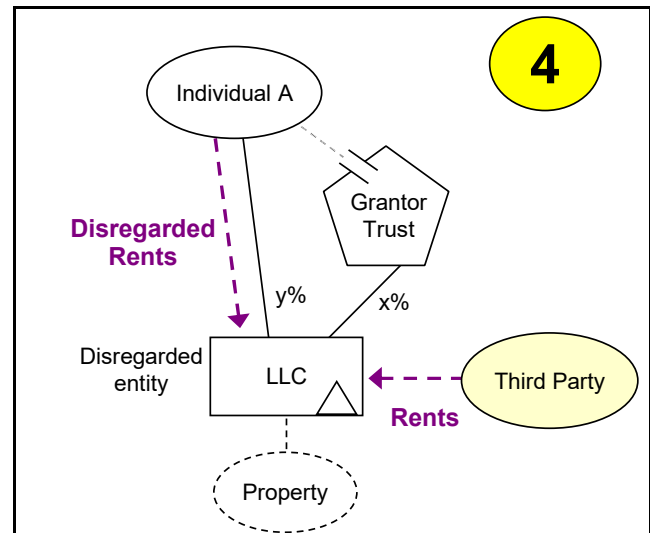 4
Individual A
Grantor
Trust
Disregarded
Rents
y%
x%
Disregarded
entity
LLC
Third Party
Rents
Property